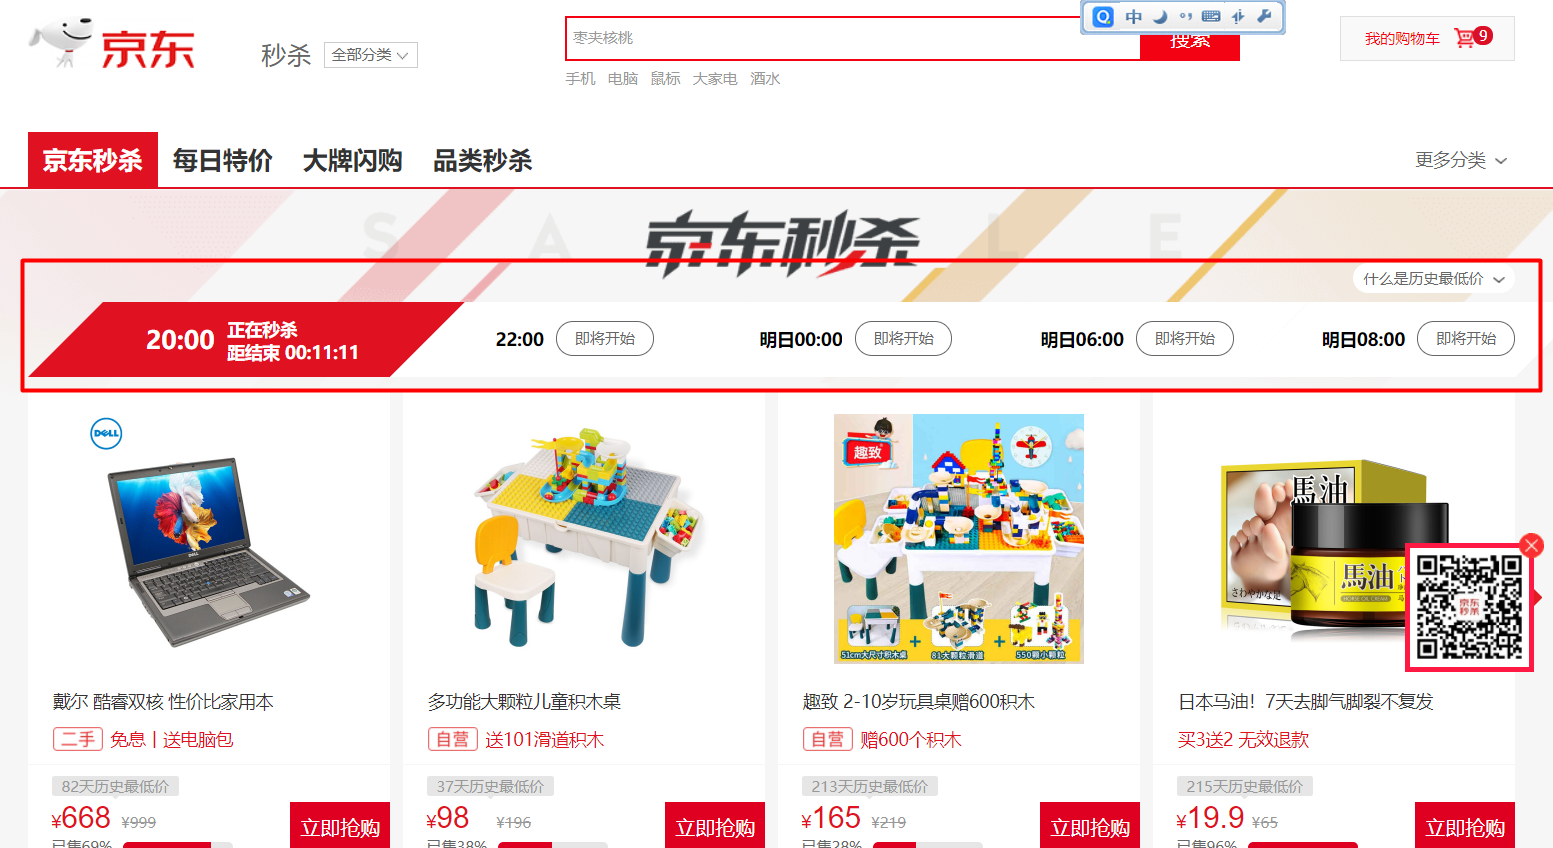 中
京东
秒杀
全部分类
枣夹核桃
搜索
我的购物车
9
手机 电脑 鼠标 大家电 酒水
京东秒杀 每日特价 大牌闪购 品类秒杀
更多分类
S A L E
京东秒杀
什么是历史最低价
20:00
正在秒杀
距结束 00:11:11
22:00 即将开始
明日00:00 即将开始
明日06:00 即将开始
明日08:00 即将开始
DELL
趣致
51cm大尺寸积木桌 + 81大颗粒滑道 + 550颗小颗粒
馬油
さわやかな足
馬油
京东
秒杀
戴尔 酷睿双核 性价比家用本
二手 免息 | 送电脑包
82天历史最低价
¥668 ¥999
立即抢购
已售69%
多功能大颗粒儿童积木桌
自营 送101滑道积木
37天历史最低价
¥98 ¥196
立即抢购
已售38%
趣致 2-10岁玩具桌赠600积木
自营 赠600个积木
213天历史最低价
¥165 ¥219
立即抢购
已售28%
日本马油！7天去脚气脚裂不复发
买3送2 无效退款
215天历史最低价
¥19.9 ¥65
立即抢购
已售96%